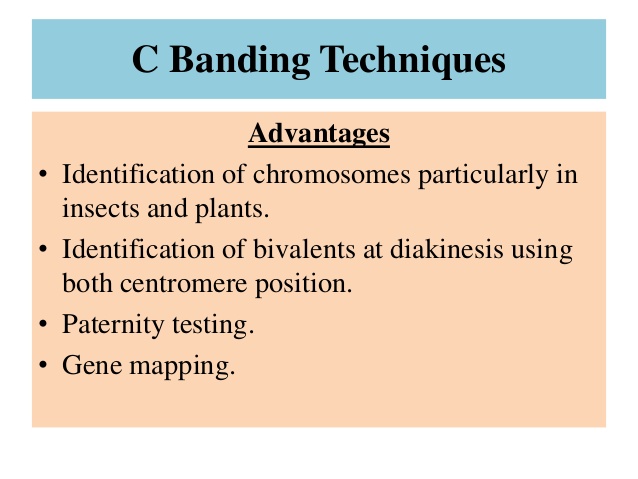 C Banding Techniques
Advantages
• Identification of chromosomes particularly in
insects and plants.
• Identification of bivalents at diakinesis using
both centromere position.
• Paternity testing.
• Gene mapping.